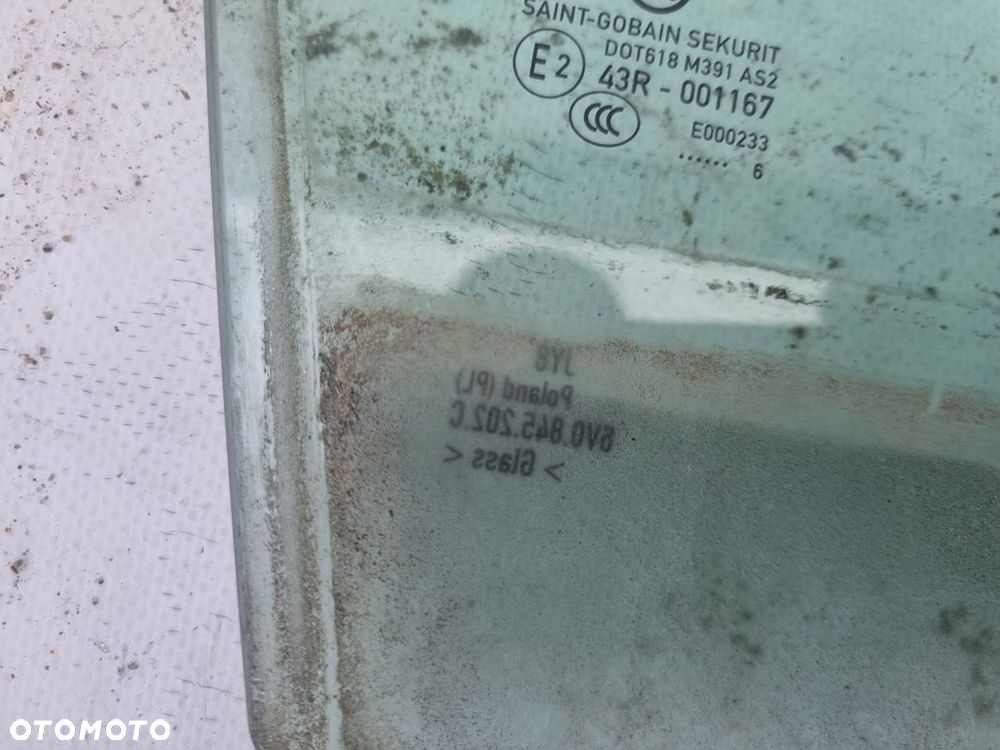 SAINT-GOBAIN SEKURIT
DOT618 M391 AS2
E2
43R - 001167
CCC
E000233
...... 6
JY8
Poland (PL)
6V0.845.202.C
> Glass <
OTOMOTO